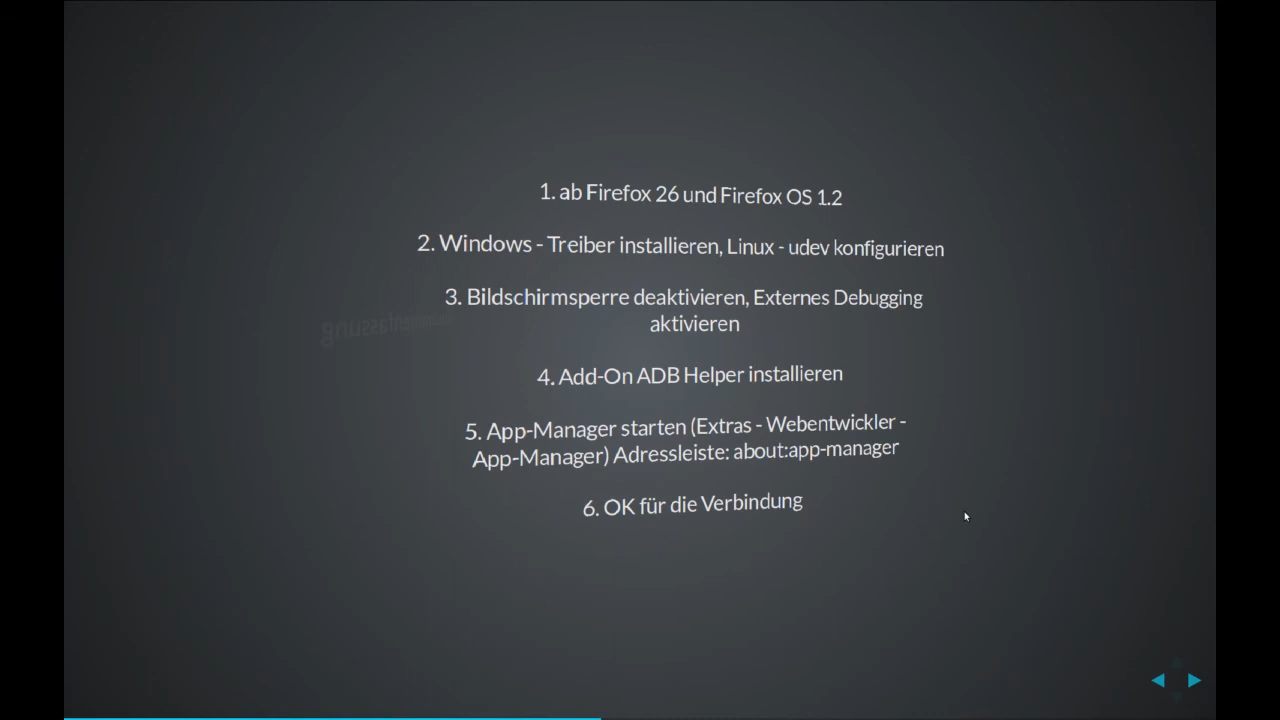 1. ab Firefox 26 und Firefox OS 1.2
2. Windows - Treiber installieren, Linux - udev konfigurieren
3. Bildschirmsperre deaktivieren, Externes Debugging
aktivieren
4. Add-On ADB Helper installieren
5. App-Manager starten (Extras - Webentwickler -
App-Manager) Adressleiste: about:app-manager
6. OK für die Verbindung